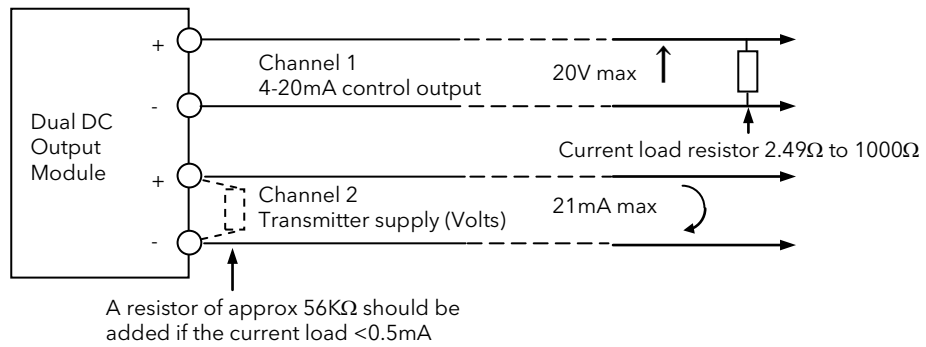 +
Channel 1
4-20mA control output
20V max
-
Dual DC
Output
Module
Current load resistor 2.49Ω to 1000Ω
+
Channel 2
Transmitter supply (Volts)
21mA max
-
A resistor of approx 56KΩ should be
added if the current load <0.5mA